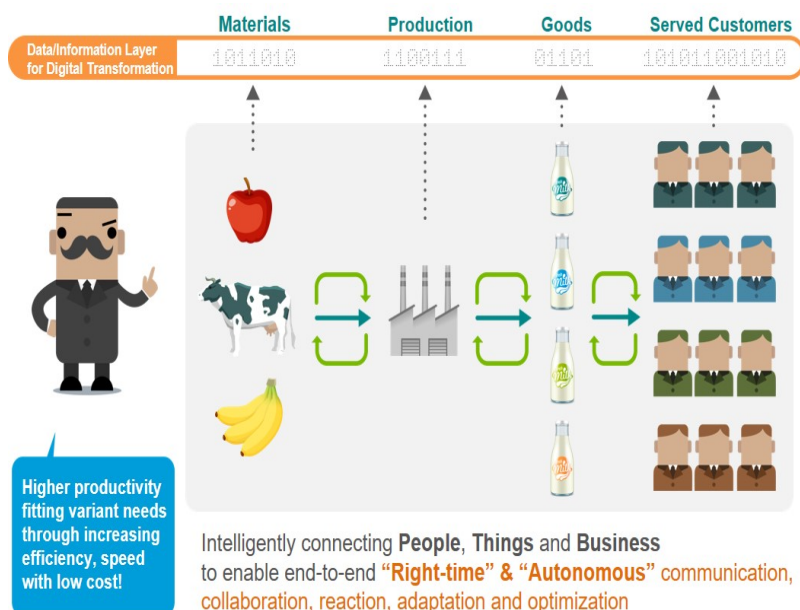 Materials Production Goods Served Customers
Data/Information Layer
for Digital Transformation
1011010 1100111 01101 101011001010
Higher productivity
fitting variant needs
through increasing
efficiency, speed
with low cost!
Intelligently connecting People, Things and Business
to enable end-to-end “Right-time” & “Autonomous” communication,
collaboration, reaction, adaptation and optimization